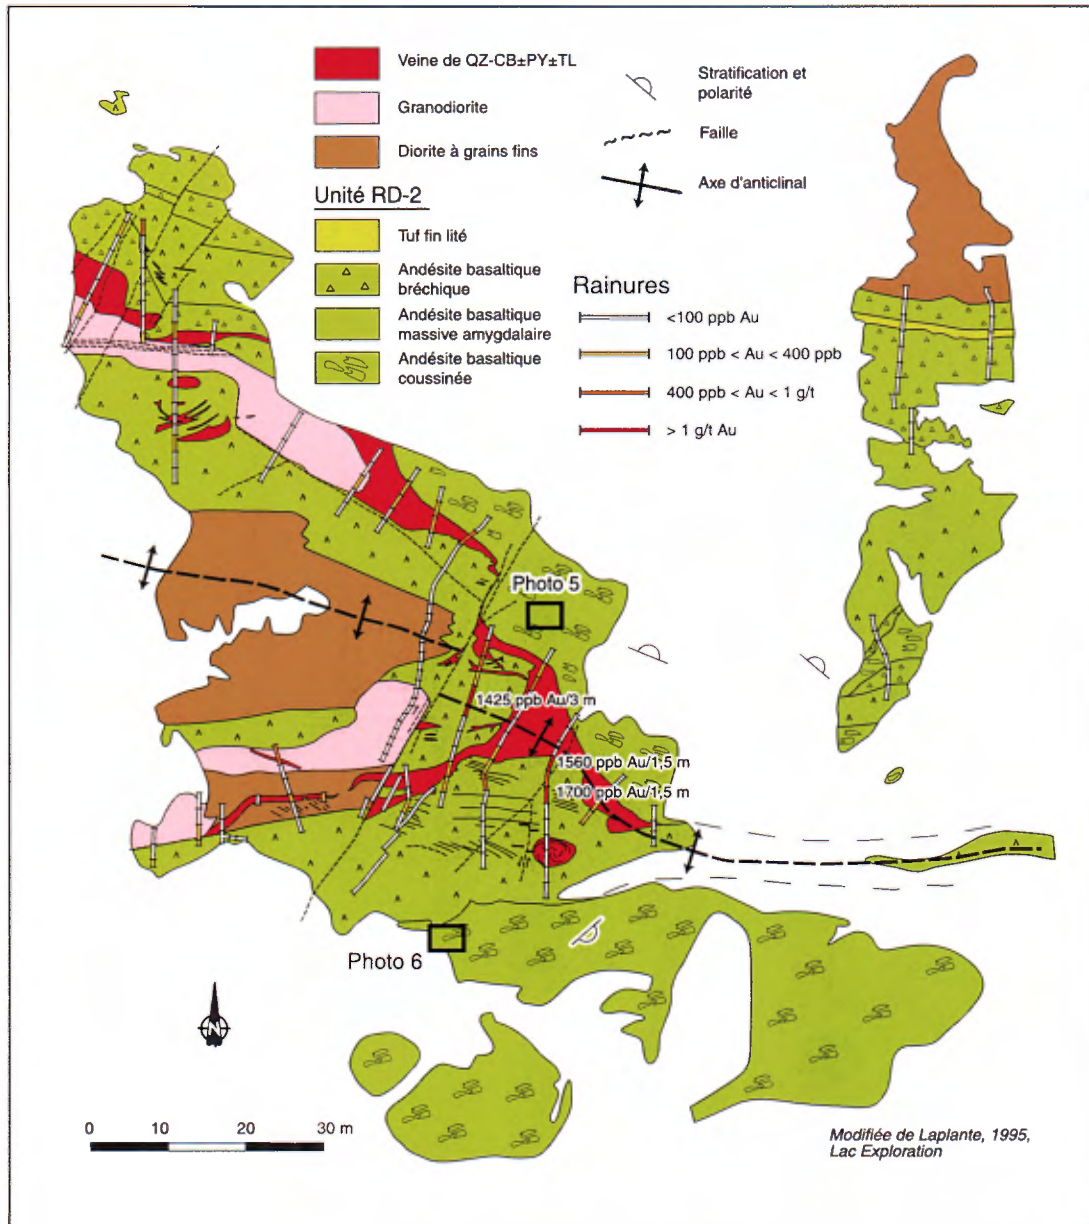 Veine de QZ-CB±PY±TL
Granodiorite
Diorite à grains fins
Unité RD-2
Tuf fin lité
Andésite basaltique
bréchique
Andésite basaltique
massive amygdalaire
Andésite basaltique
coussinée
Stratification et
polarité
Faille
Axe d'anticlinal
Rainures
<100 ppb Au
100 ppb < Au < 400 ppb
400 ppb < Au < 1 g/t
> 1 g/t Au
Photo 5
1425 ppb Au/3 m
1560 ppb Au/1,5 m
1700 ppb Au/1,5 m
Photo 6
N
0 10 20 30 m
Modifiée de Laplante, 1995,
Lac Exploration